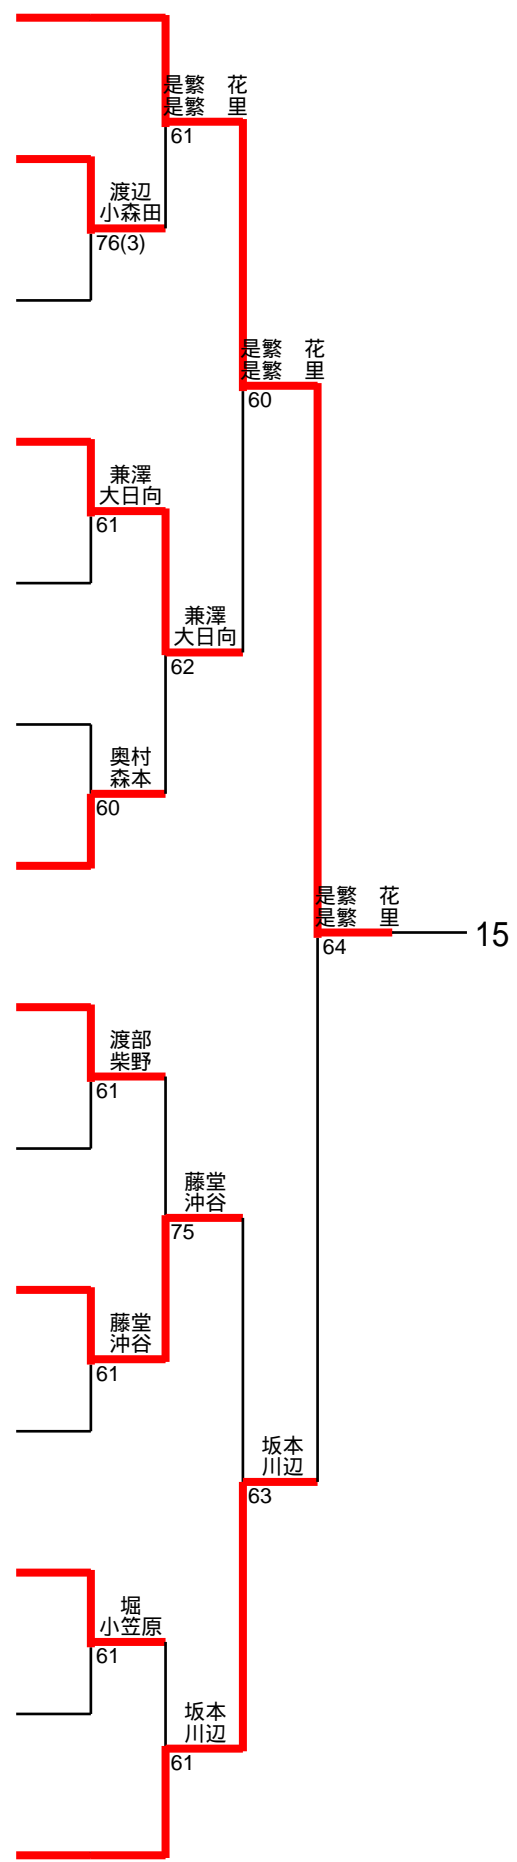 是繁　花
是繁　里
61
渡辺
小森田
76(3)
是繁　花
是繁　里
60
兼澤
大日向
61
兼澤
大日向
62
奥村
森本
60
是繁　花
是繁　里
64
15
渡部
柴野
61
藤堂
沖谷
75
藤堂
沖谷
61
坂本
川辺
63
堀
小笠原
61
坂本
川辺
61